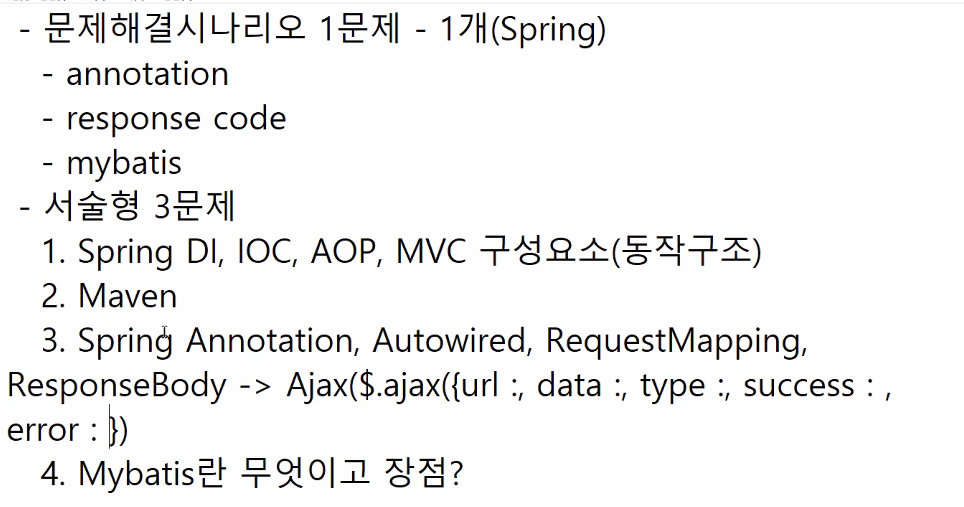 - 문제해결시나리오 1문제 - 1개(Spring)
- annotation
- response code
- mybatis
- 서술형 3문제
1. Spring DI, IOC, AOP, MVC 구성요소(동작구조)
2. Maven
3. Spring Annotation, Autowired, RequestMapping,
ResponseBody -> Ajax($.ajax({url :, data :, type :, success : ,
error : })
4. Mybatis란 무엇이고 장점?